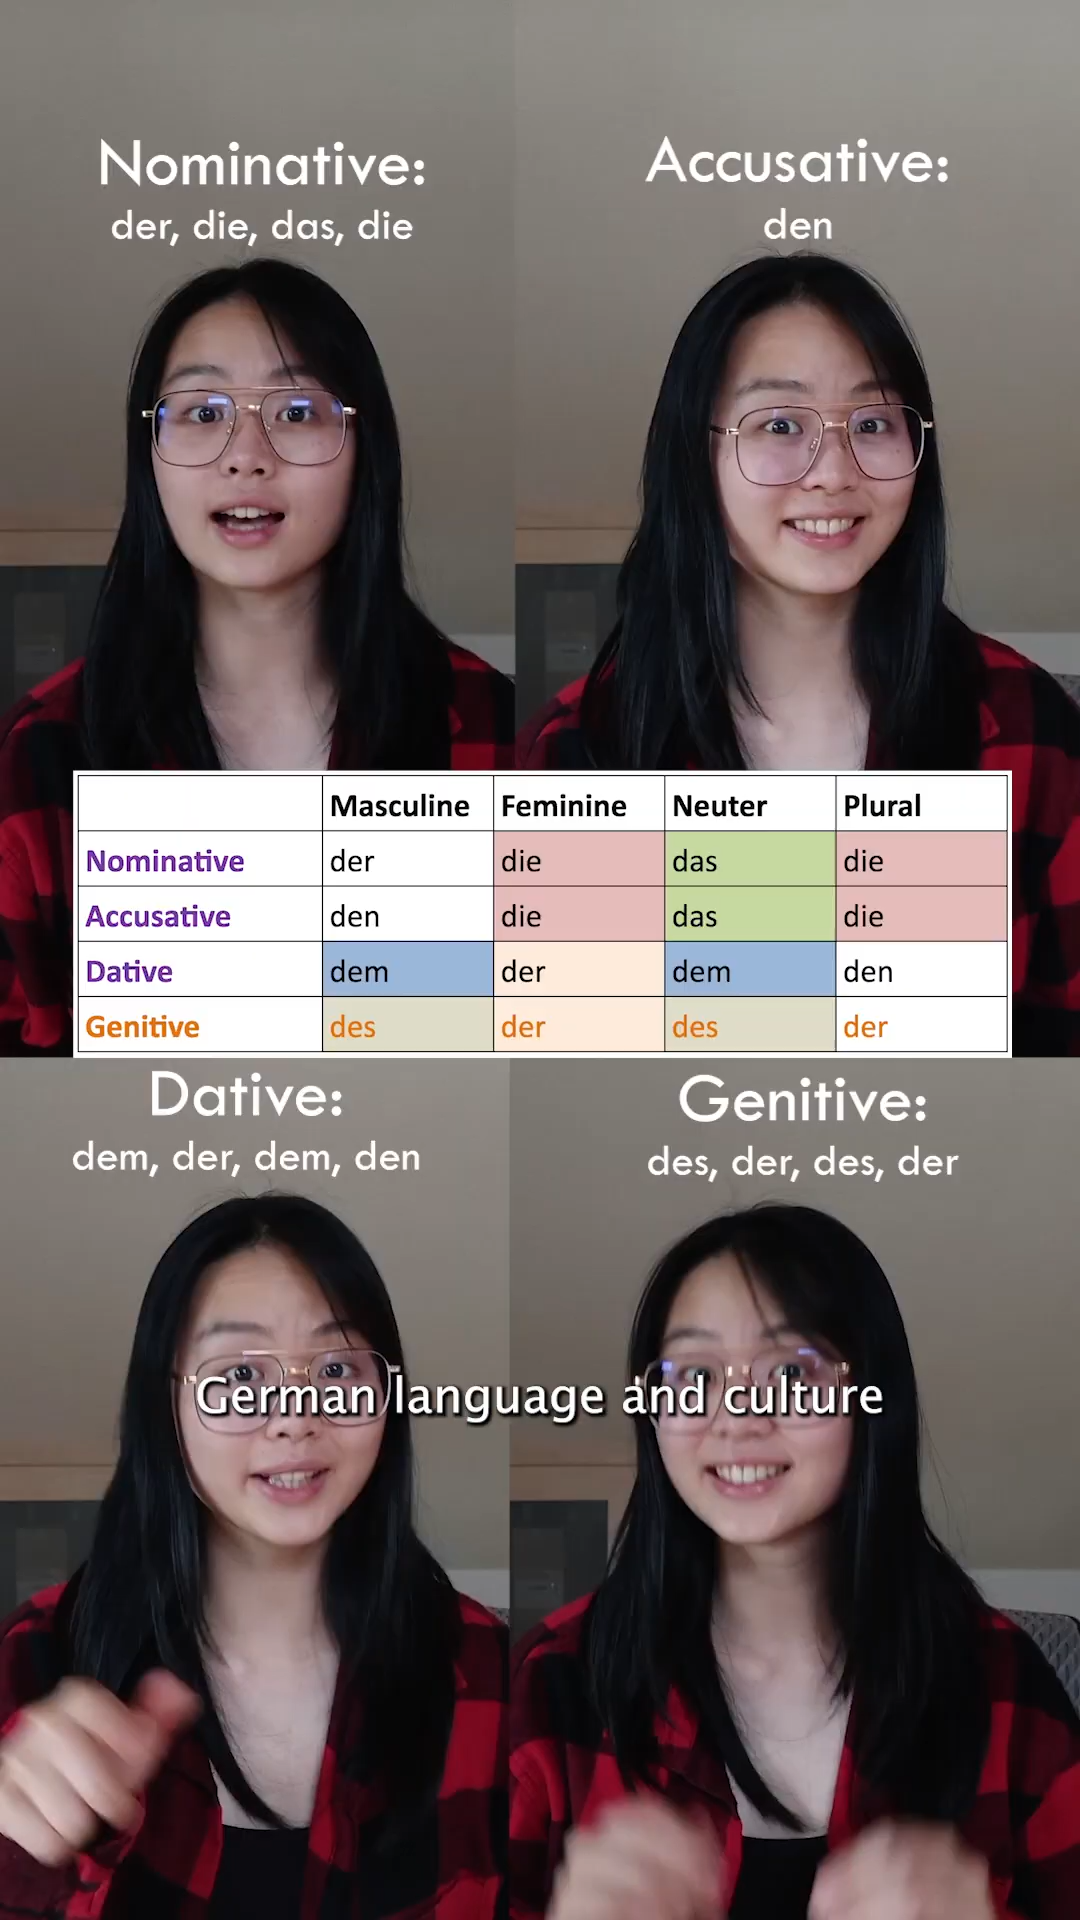 Nominative:
der, die, das, die
Accusative:
den
Masculine Feminine Neuter Plural
Nominative der die das die
Accusative den die das die
Dative dem der dem den
Genitive des der des der
Dative:
dem, der, dem, den
Genitive:
des, der, des, der
German language and culture